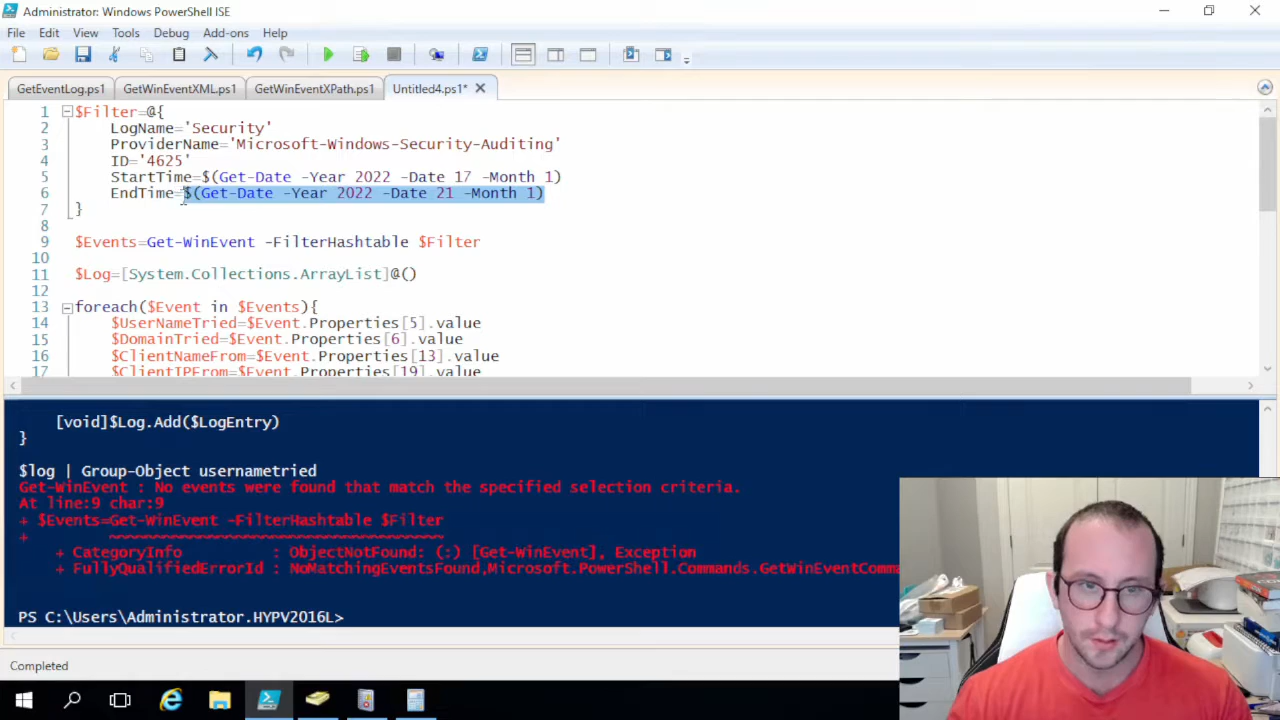 Administrator: Windows PowerShell ISE
File Edit View Tools Debug Add-ons Help
GetEventLog.ps1 GetWinEventXML.ps1 GetWinEventXPath.ps1 Untitled4.ps1*
1 $Filter=@{
2 LogName='Security'
3 ProviderName='Microsoft-Windows-Security-Auditing'
4 ID='4625'
5 StartTime=$(Get-Date -Year 2022 -Date 17 -Month 1)
6 EndTime=$(Get-Date -Year 2022 -Date 21 -Month 1)
7 }
8
9 $Events=Get-WinEvent -FilterHashtable $Filter
10
11 $Log=[System.Collections.ArrayList]@()
12
13 foreach($Event in $Events){
14 $UserNameTried=$Event.Properties[5].value
15 $DomainTried=$Event.Properties[6].value
16 $ClientNameFrom=$Event.Properties[13].value
17 $ClientIPFrom=$Event.Properties[19].value
[void]$Log.Add($LogEntry)
}
$log | Group-Object usernametried
Get-WinEvent : No events were found that match the specified selection criteria.
At line:9 char:9
+ $Events=Get-WinEvent -FilterHashtable $Filter
+ ~~~~~~~~~~~~~~~~~~~~~~~~~~~~~~~~~~~~~
+ CategoryInfo : ObjectNotFound: (:) [Get-WinEvent], Exception
+ FullyQualifiedErrorId : NoMatchingEventsFound,Microsoft.PowerShell.Commands.GetWinEventComma
PS C:\Users\Administrator.HYPV2016L>
Completed